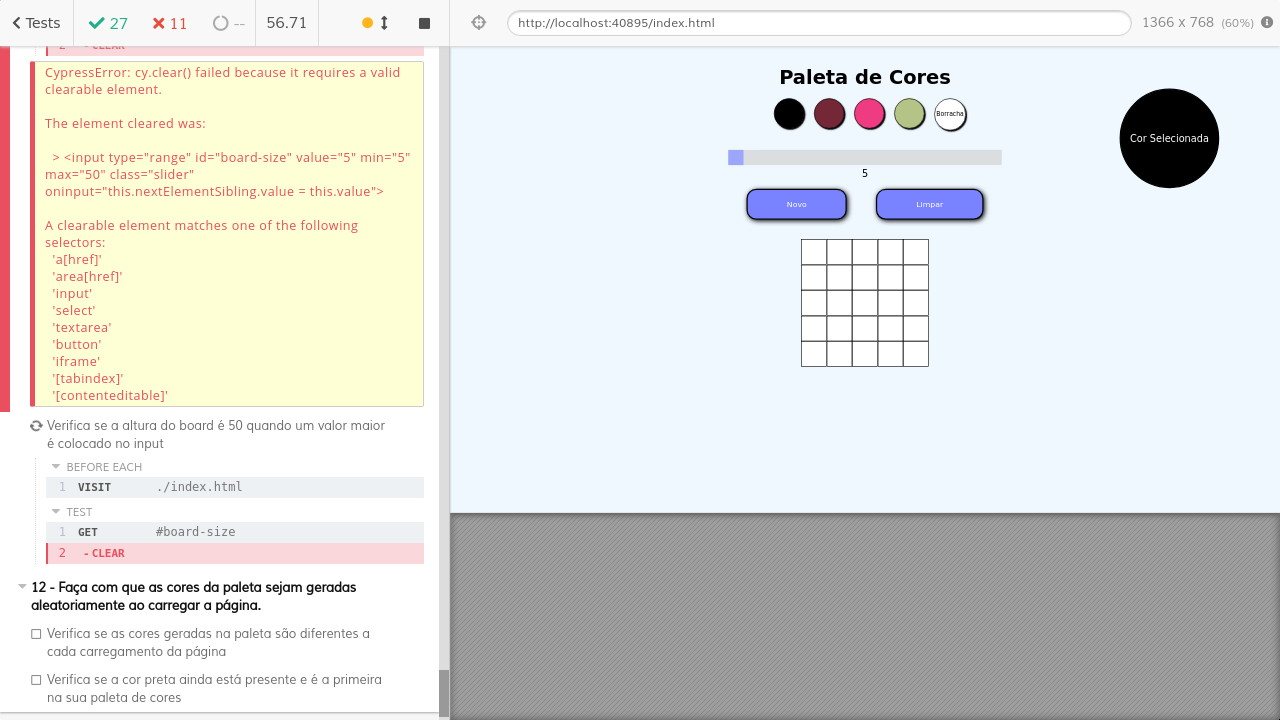 Tests
27
11
--
56.71
http://localhost:40895/index.html
1366 x 768 (60%)
2 - CLEAR
CypressError: cy.clear() failed because it requires a valid
clearable element.
The element cleared was:
> <input type="range" id="board-size" value="5" min="5"
max="50" class="slider"
oninput="this.nextElementSibling.value = this.value">
A clearable element matches one of the following
selectors:
'a[href]'
'area[href]'
'input'
'select'
'textarea'
'button'
'iframe'
'[tabindex]'
'[contenteditable]'
Verifica se a altura do board é 50 quando um valor maior
é colocado no input
BEFORE EACH
1 VISIT ./index.html
TEST
1 GET #board-size
2 - CLEAR
12 - Faça com que as cores da paleta sejam geradas
aleatoriamente ao carregar a página.
Verifica se as cores geradas na paleta são diferentes a
cada carregamento da página
Verifica se a cor preta ainda está presente e é a primeira
na sua paleta de cores
Paleta de Cores
Borracha
Cor Selecionada
5
Novo
Limpar